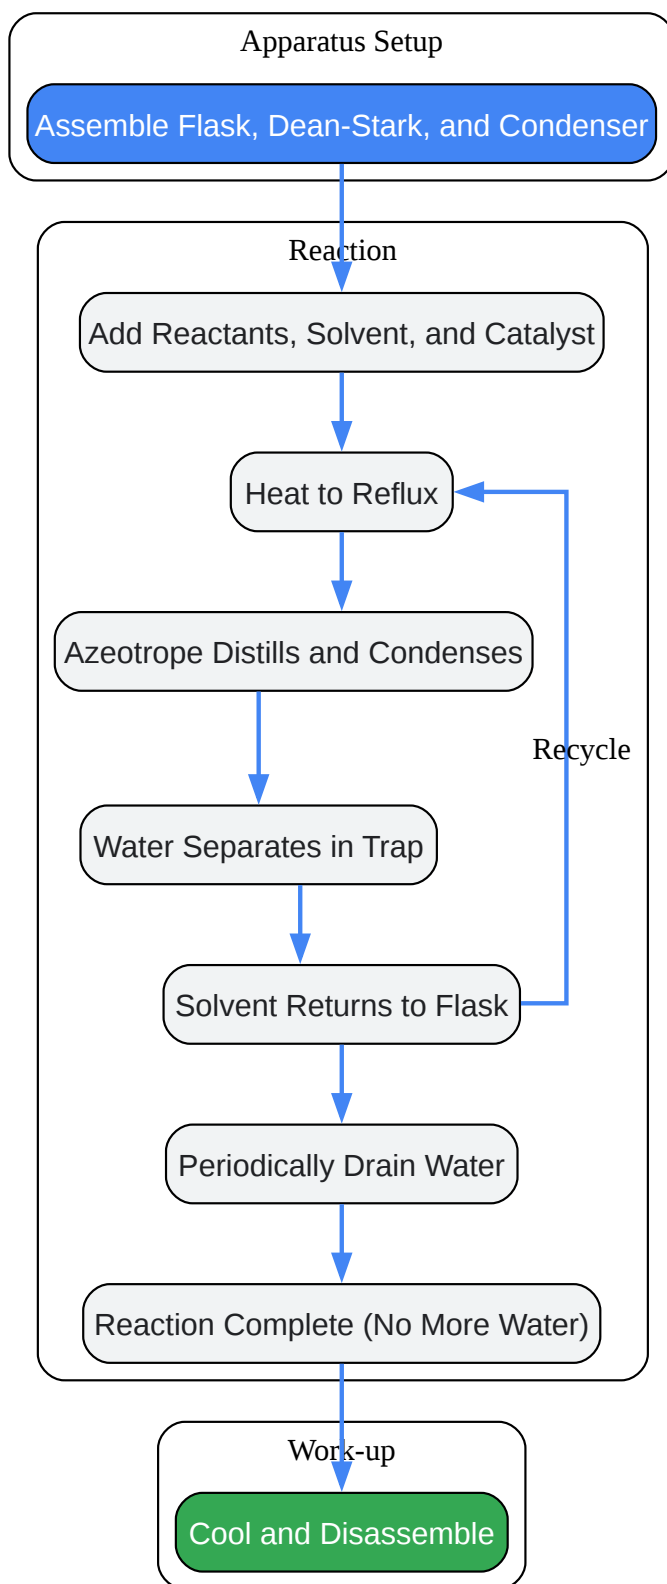 Apparatus Setup
Assemble Flask, Dean-Stark, and Condenser
Reaction
Add Reactants, Solvent, and Catalyst
Heat to Reflux
Azeotrope Distills and Condenses
Recycle
Water Separates in Trap
Solvent Returns to Flask
Periodically Drain Water
Reaction Complete (No More Water)
Work-up
Cool and Disassemble